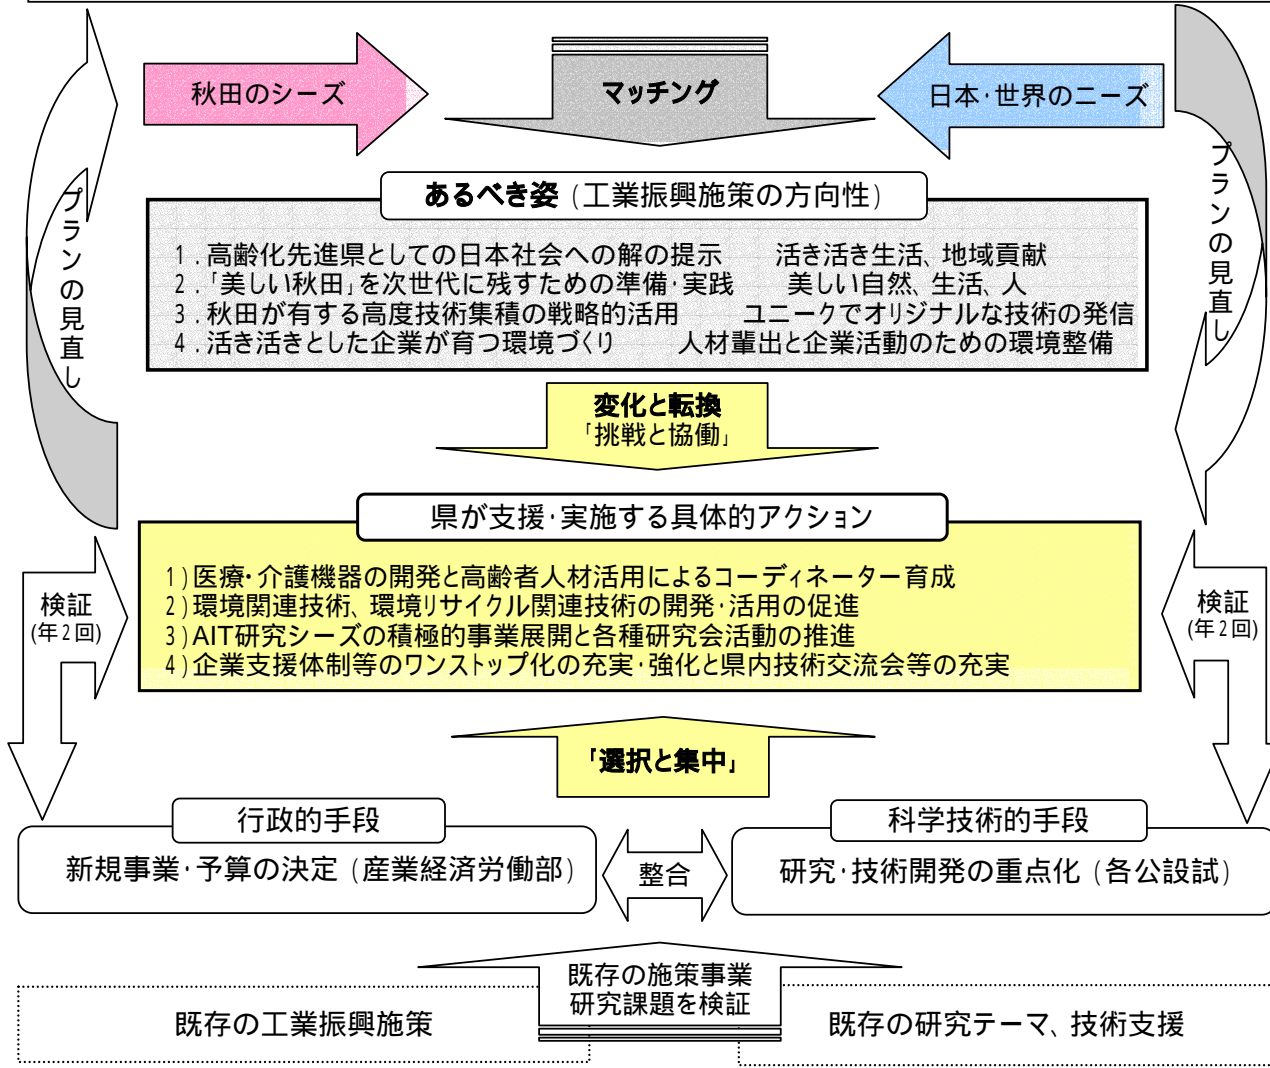 秋田のシーズ
マッチング
日本・世界のニーズ
プランの見直し
プランの見直し
あるべき姿（工業振興施策の方向性）
1．高齢化先進県としての日本社会への解の提示　活き活き生活、地域貢献
2．「美しい秋田」を次世代に残すための準備・実践　美しい自然、生活、人
3．秋田が有する高度技術集積の戦略的活用　ユニークでオリジナルな技術の発信
4．活き活きとした企業が育つ環境づくり　人材輩出と企業活動のための環境整備
変化と転換
「挑戦と協働」
県が支援・実施する具体的アクション
1)医療・介護機器の開発と高齢者人材活用によるコーディネーター育成
2)環境関連技術、環境リサイクル関連技術の開発・活用の促進
3)AIT研究シーズの積極的事業展開と各種研究会活動の推進
4)企業支援体制等のワンストップ化の充実・強化と県内技術交流会等の充実
検証
(年2回)
検証
(年2回)
「選択と集中」
行政的手段
新規事業・予算の決定（産業経済労働部）
整合
科学技術的手段
研究・技術開発の重点化（各公設試）
既存の施策事業
研究課題を検証
既存の工業振興施策
既存の研究テーマ、技術支援